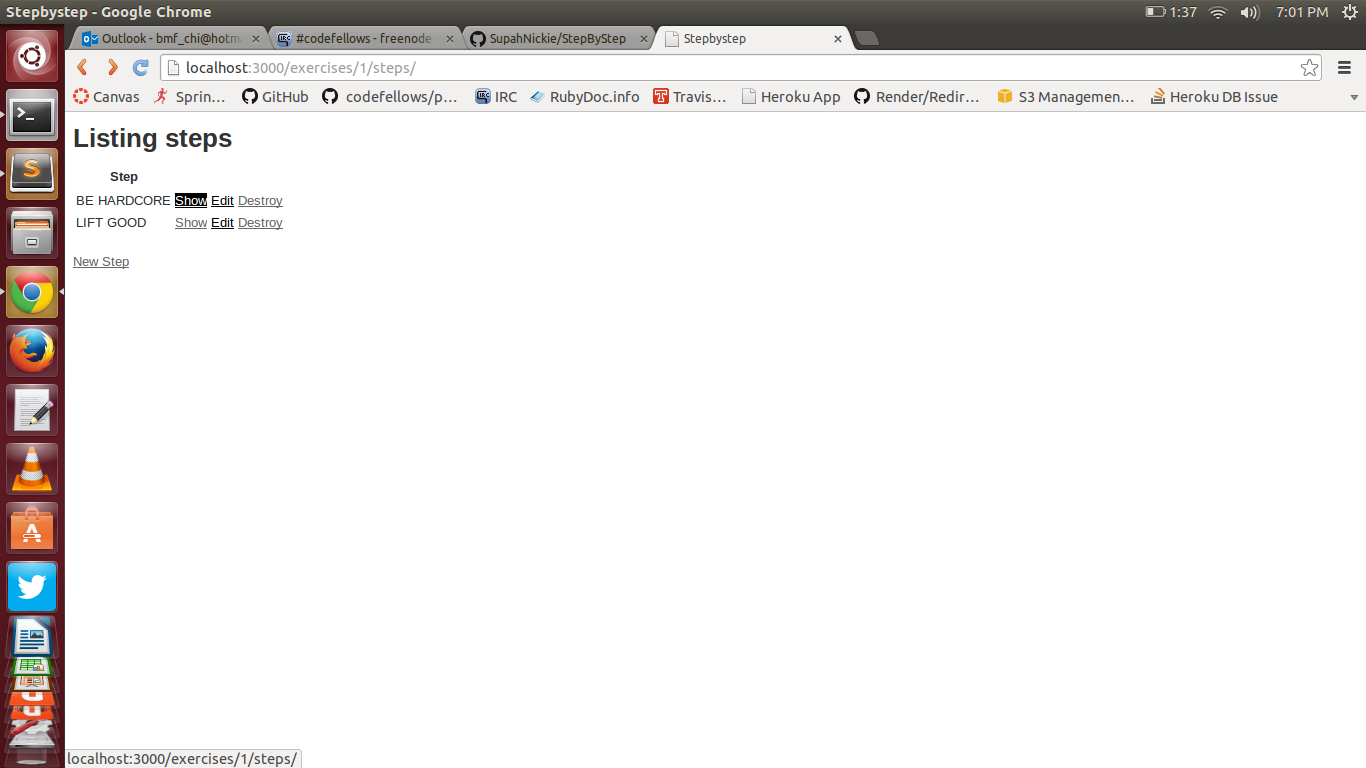 Stepbystep - Google Chrome
1:37
7:01 PM
Outlook - bmf_chi@hotm
#codefellows - freenode
SupahNickie/StepByStep
Stepbystep
localhost:3000/exercises/1/steps/
Canvas
Sprin…
GitHub
codefellows/p…
IRC
RubyDoc.info
Travis…
Heroku App
Render/Redir…
S3 Managemen…
Heroku DB Issue
Listing steps
Step
BE HARDCORE Show Edit Destroy
LIFT GOOD Show Edit Destroy
New Step
localhost:3000/exercises/1/steps/